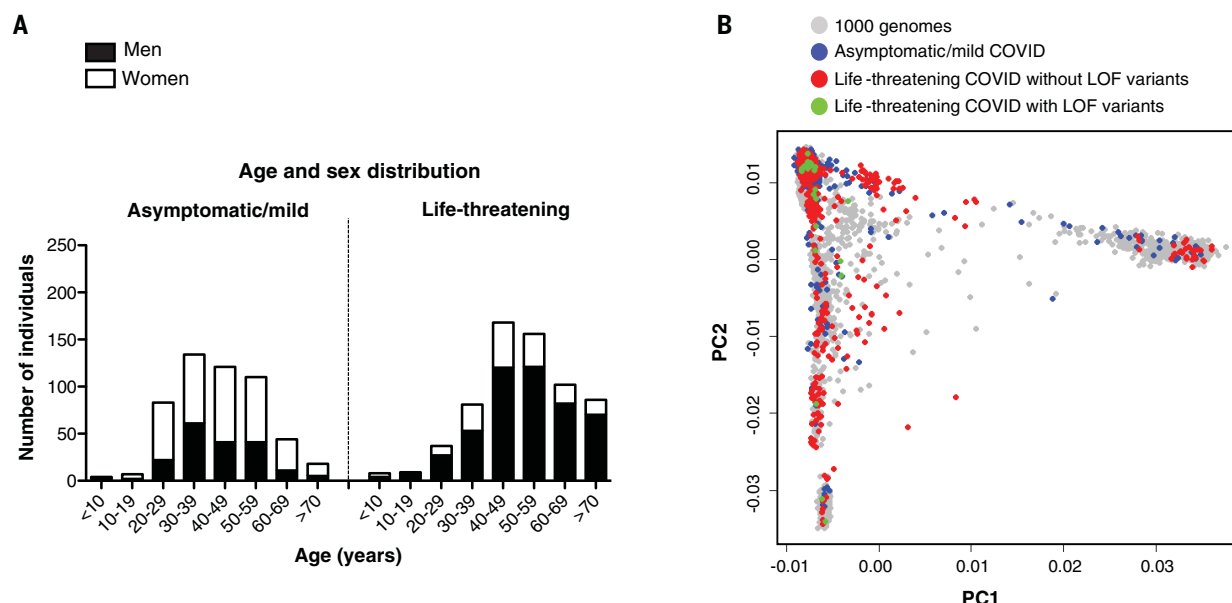 A
Men
Women
Age and sex distribution
Asymptomatic/mild
Life-threatening
Number of individuals
250
200
150
100
50
0
<10
10-19
20-29
30-39
40-49
50-59
60-69
>70
<10
10-19
20-29
30-39
40-49
50-59
60-69
>70
Age (years)
B
1000 genomes
Asymptomatic/mild COVID
Life-threatening COVID without LOF variants
Life-threatening COVID with LOF variants
PC2
0.01
0.00
-0.01
-0.02
-0.03
-0.01
0.00
0.01
0.02
0.03
PC1